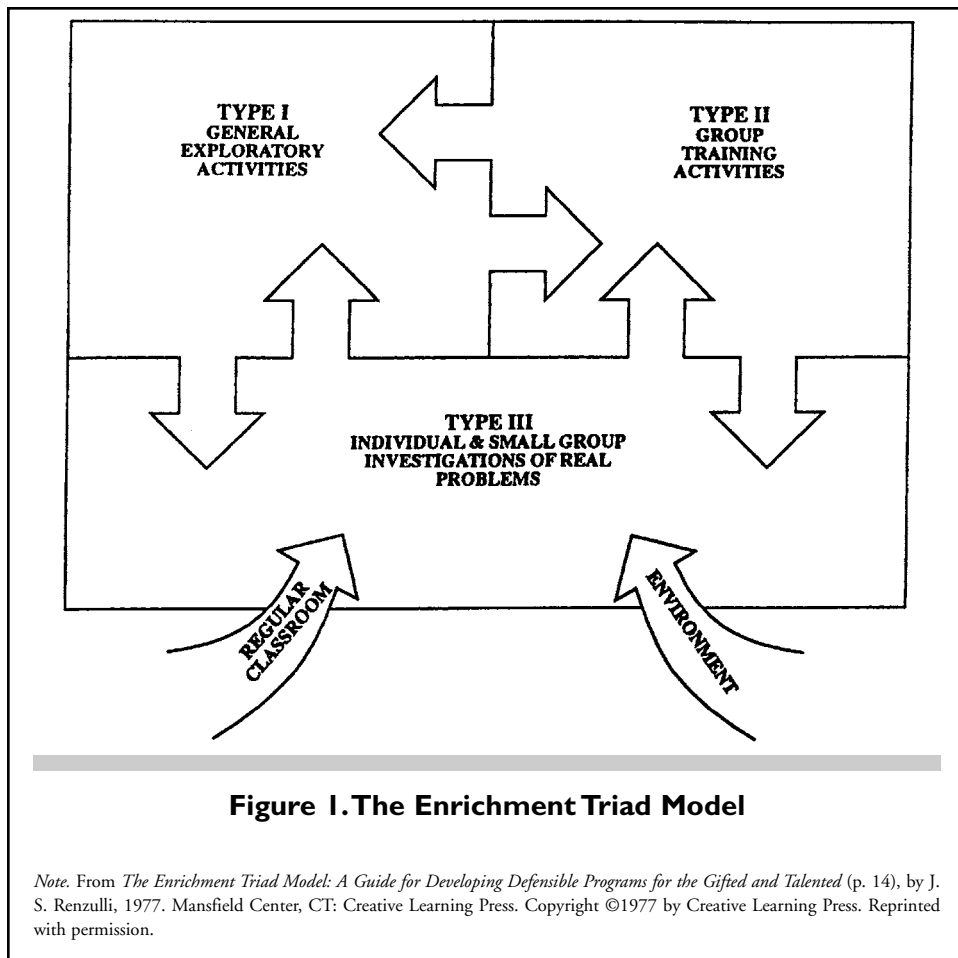 TYPE I
GENERAL
EXPLORATORY
ACTIVITIES
TYPE II
GROUP
TRAINING
ACTIVITIES
TYPE III
INDIVIDUAL & SMALL GROUP
INVESTIGATIONS OF REAL
PROBLEMS
REGULAR
CLASSROOM
ENVIRONMENT
Figure 1. The Enrichment Triad Model
Note. From The Enrichment Triad Model: A Guide for Developing Defensible Programs for the Gifted and Talented (p. 14), by J.
S. Renzulli, 1977. Mansfield Center, CT: Creative Learning Press. Copyright ©1977 by Creative Learning Press. Reprinted
with permission.